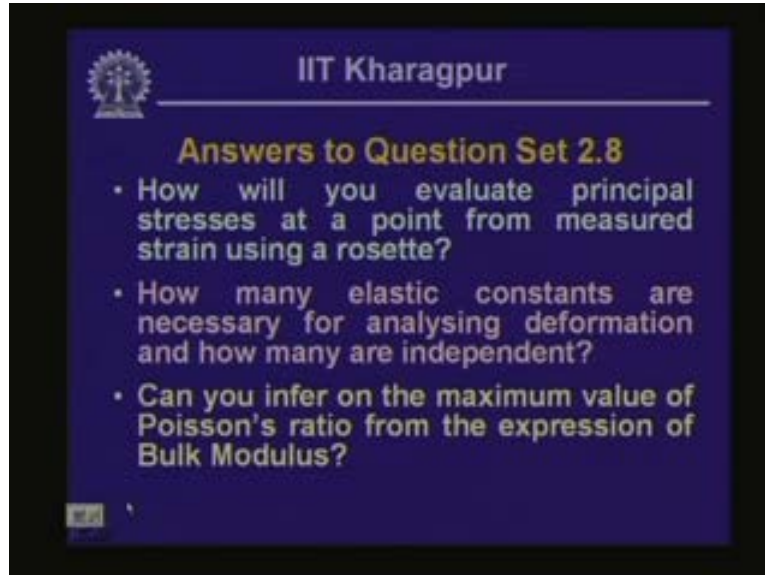 IIT Kharagpur
Answers to Question Set 2.8
• How will you evaluate principal
stresses at a point from measured
strain using a rosette?
• How many elastic constants are
necessary for analysing deformation
and how many are independent?
• Can you infer on the maximum value of
Poisson's ratio from the expression of
Bulk Modulus?